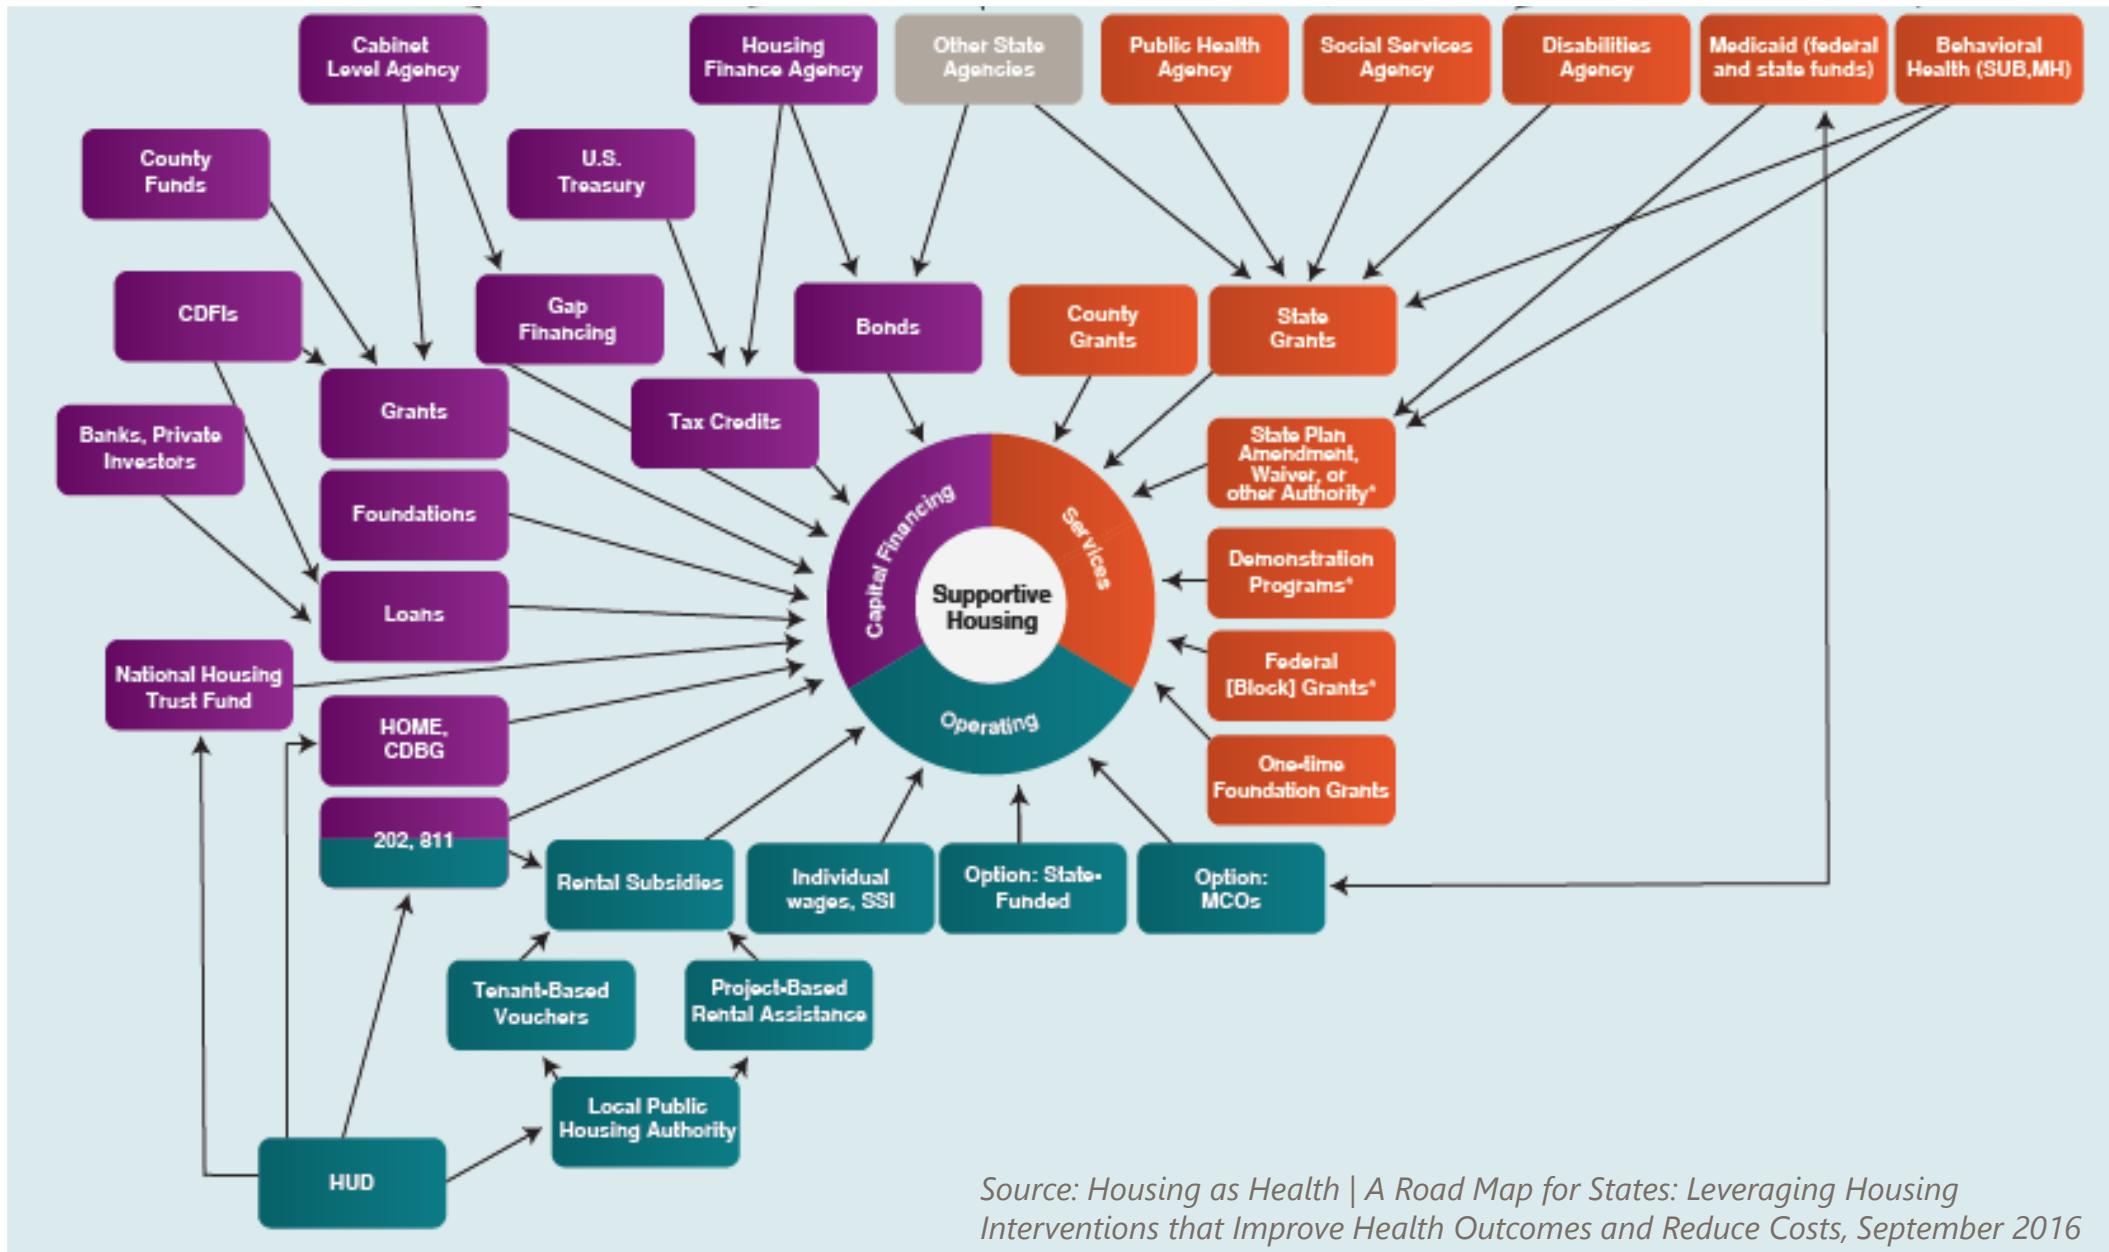 Cabinet
Level Agency
Housing
Finance Agency
Other State
Agencies
Public Health
Agency
Social Services
Agency
Disabilities
Agency
Medicaid (federal
and state funds)
Behavioral
Health (SUB,MH)
County
Funds
U.S.
Treasury
CDFIs
Gap
Financing
Bonds
County
Grants
State
Grants
Grants
Tax Credits
Banks, Private
Investors
State Plan
Amendment,
Waiver, or
other Authority*
Foundations
Capital Financing
Services
Supportive
Housing
Operating
Demonstration
Programs*
Loans
National Housing
Trust Fund
Federal
[Block] Grants*
HOME,
CDBG
One-time
Foundation Grants
202, 811
Rental Subsidies
Individual
wages, SSI
Option: State-
Funded
Option:
MCOs
Tenant-Based
Vouchers
Project-Based
Rental Assistance
Local Public
Housing Authority
HUD
Source: Housing as Health | A Road Map for States: Leveraging Housing
Interventions that Improve Health Outcomes and Reduce Costs, September 2016